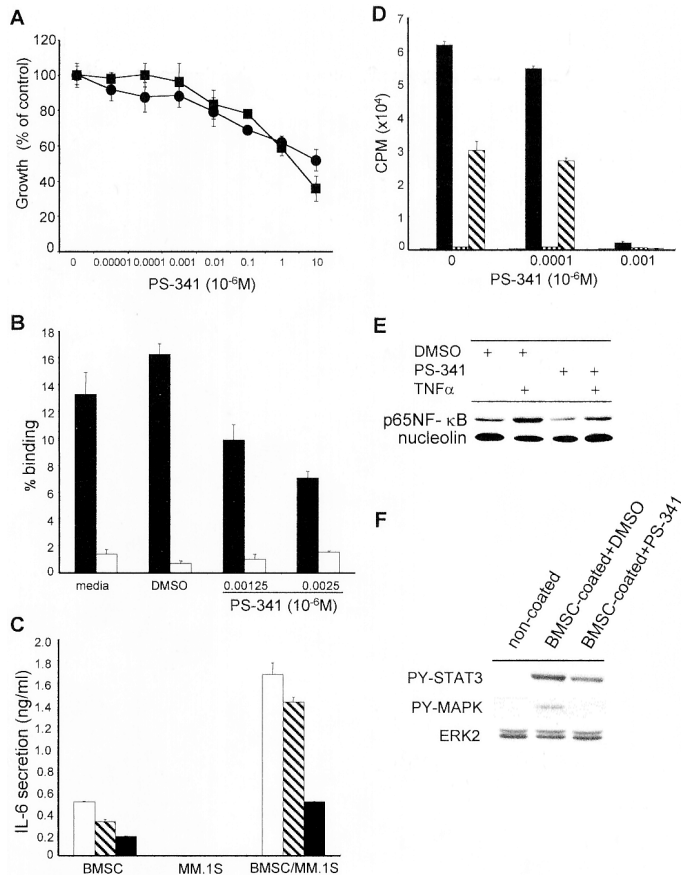 A
120
100
80
60
40
20
0
Growth (% of control)
0 0.00001 0.0001 0.001 0.01 0.1 1 10
PS-341 (10-6M)
B
18
16
14
12
10
8
6
4
2
0
% binding
media DMSO 0.00125 0.0025
PS-341 (10-6M)
C
2.0
1.8
1.6
1.4
1.2
1.0
0.8
0.6
0.4
0.2
0
IL-6 secretion (ng/ml)
BMSC MM.1S BMSC/MM.1S
D
7
6
5
4
3
2
1
0
CPM (x10⁴)
0 0.0001 0.001
PS-341 (10-6M)
E
DMSO + +
PS-341 + +
TNFα + +
p65NF- κB
nucleolin
F
non-coated
BMSC-coated+DMSO
BMSC-coated+PS-341
PY-STAT3
PY-MAPK
ERK2